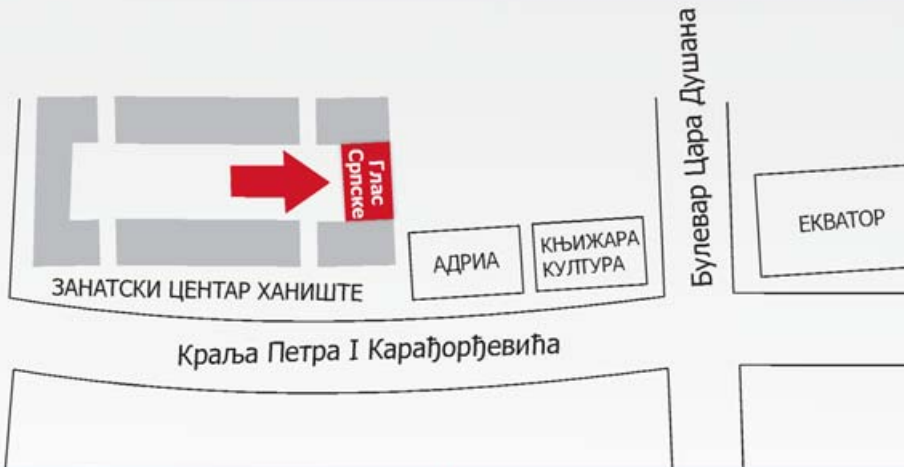 Булевар Цара Душана
Глас
Српске
ЕКВАТОР
АДРИА
КЊИЖАРА
КУЛТУРА
ЗАНАТСКИ ЦЕНТАР ХАНИШТЕ
Краља Петра I Карађорђевића